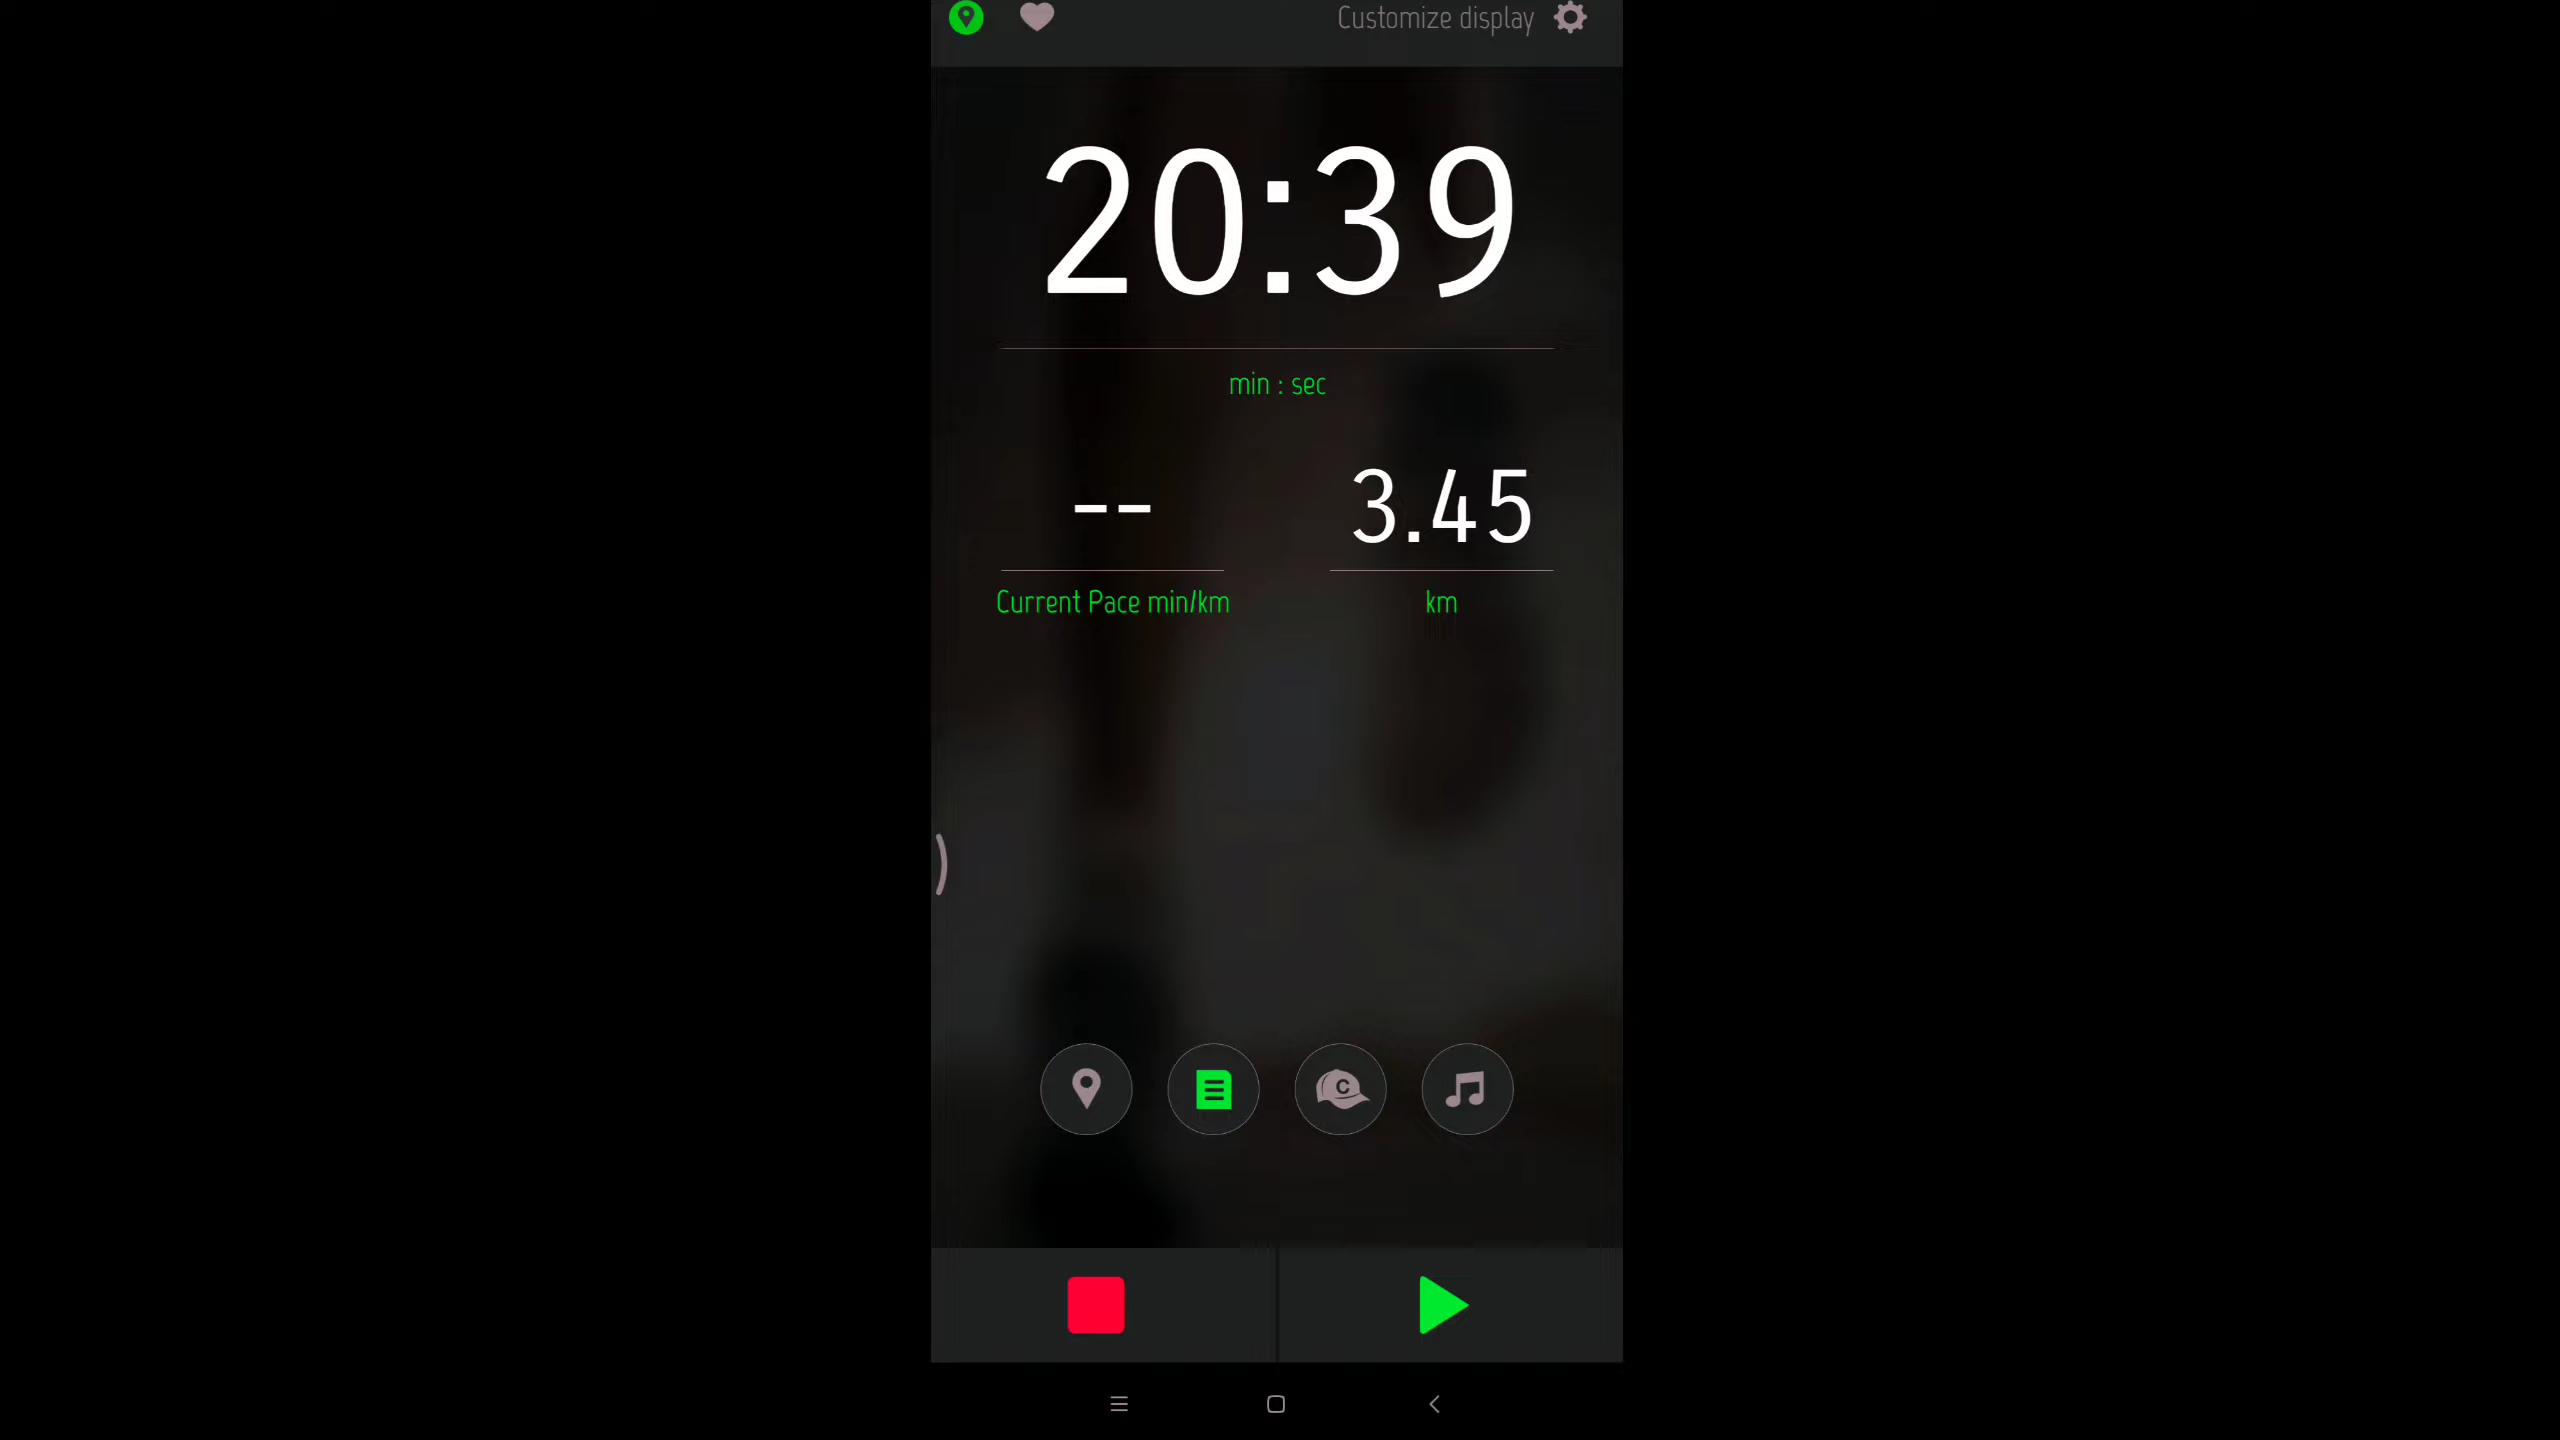 Customize display
20:39
min : sec
-- 3.45
Current Pace min/km km
C